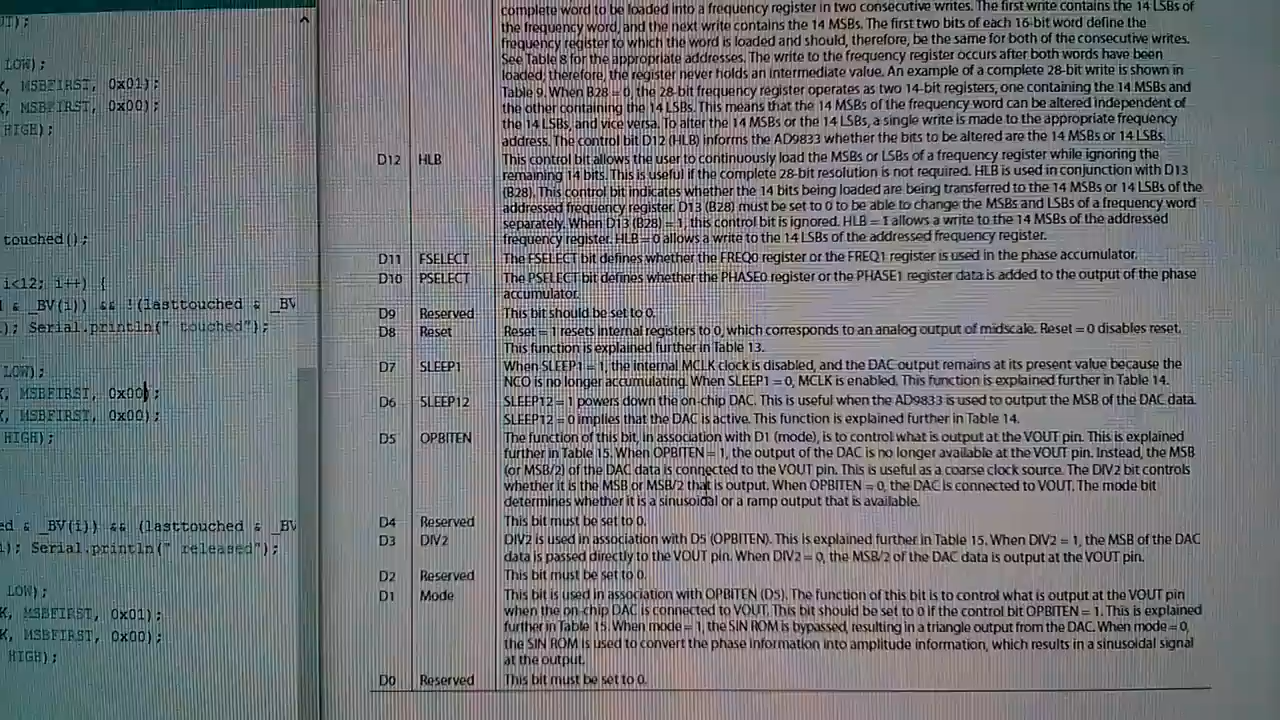 UT);
LOW);
K, MSBFIRST, 0x01);
K, MSBFIRST, 0x00);
HIGH);
touched();
i<12; i++) {
& _BV(i)) && !(lasttouched & _BV
); Serial.println(" touched");
LOW);
K, MSBFIRST, 0x00);
K, MSBFIRST, 0x00);
HIGH);
ed & _BV(i)) && (lasttouched & _BV
i); Serial.println(" released");
LOW);
K, MSBFIRST, 0x01);
K, MSBFIRST, 0x00);
HIGH);
complete word to be loaded into a frequency register in two consecutive writes. The first write contains the 14 LSBs of
the frequency word, and the next write contains the 14 MSBs. The first two bits of each 16-bit word define the
frequency register to which the word is loaded and should, therefore, be the same for both of the consecutive writes.
See Table 8 for the appropriate addresses. The write to the frequency register occurs after both words have been
loaded; therefore, the register never holds an intermediate value. An example of a complete 28-bit write is shown in
Table 9. When B28 = 0, the 28-bit frequency register operates as two 14-bit registers, one containing the 14 MSBs and
the other containing the 14 LSBs. This means that the 14 MSBs of the frequency word can be altered independent of
the 14 LSBs, and vice versa. To alter the 14 MSBs or the 14 LSBs, a single write is made to the appropriate frequency
address. The control bit D12 (HLB) informs the AD9833 whether the bits to be altered are the 14 MSBs or 14 LSBs.
D12 HLB This control bit allows the user to continuously load the MSBs or LSBs of a frequency register while ignoring the
remaining 14 bits. This is useful if the complete 28-bit resolution is not required. HLB is used in conjunction with D13
(B28). This control bit indicates whether the 14 bits being loaded are being transferred to the 14 MSBs or 14 LSBs of the
addressed frequency register. D13 (B28) must be set to 0 to be able to change the MSBs and LSBs of a frequency word
separately. When D13 (B28) = 1, this control bit is ignored. HLB = 1 allows a write to the 14 MSBs of the addressed
frequency register. HLB = 0 allows a write to the 14 LSBs of the addressed frequency register.
D11 FSELECT The FSELECT bit defines whether the FREQ0 register or the FREQ1 register is used in the phase accumulator.
D10 PSELECT The PSELECT bit defines whether the PHASE0 register or the PHASE1 register data is added to the output of the phase
accumulator.
D9 Reserved This bit should be set to 0.
D8 Reset Reset = 1 resets internal registers to 0, which corresponds to an analog output of midscale. Reset = 0 disables reset.
This function is explained further in Table 13.
D7 SLEEP1 When SLEEP1 = 1, the internal MCLK clock is disabled, and the DAC output remains at its present value because the
NCO is no longer accumulating. When SLEEP1 = 0, MCLK is enabled. This function is explained further in Table 14.
D6 SLEEP12 SLEEP12 = 1 powers down the on-chip DAC. This is useful when the AD9833 is used to output the MSB of the DAC data.
SLEEP12 = 0 implies that the DAC is active. This function is explained further in Table 14.
D5 OPBITEN The function of this bit, in association with D1 (mode), is to control what is output at the VOUT pin. This is explained
further in Table 15. When OPBITEN = 1, the output of the DAC is no longer available at the VOUT pin. Instead, the MSB
(or MSB/2) of the DAC data is connected to the VOUT pin. This is useful as a coarse clock source. The DIV2 bit controls
whether it is the MSB or MSB/2 that is output. When OPBITEN = 0, the DAC is connected to VOUT. The mode bit
determines whether it is a sinusoidal or a ramp output that is available.
D4 Reserved This bit must be set to 0.
D3 DIV2 DIV2 is used in association with D5 (OPBITEN). This is explained further in Table 15. When DIV2 = 1, the MSB of the DAC
data is passed directly to the VOUT pin. When DIV2 = 0, the MSB/2 of the DAC data is output at the VOUT pin.
D2 Reserved This bit must be set to 0.
D1 Mode This bit is used in association with OPBITEN (D5). The function of this bit is to control what is output at the VOUT pin
when the on-chip DAC is connected to VOUT. This bit should be set to 0 if the control bit OPBITEN = 1. This is explained
further in Table 15. When mode = 1, the SIN ROM is bypassed, resulting in a triangle output from the DAC. When mode = 0,
the SIN ROM is used to convert the phase information into amplitude information, which results in a sinusoidal signal
at the output.
D0 Reserved This bit must be set to 0.